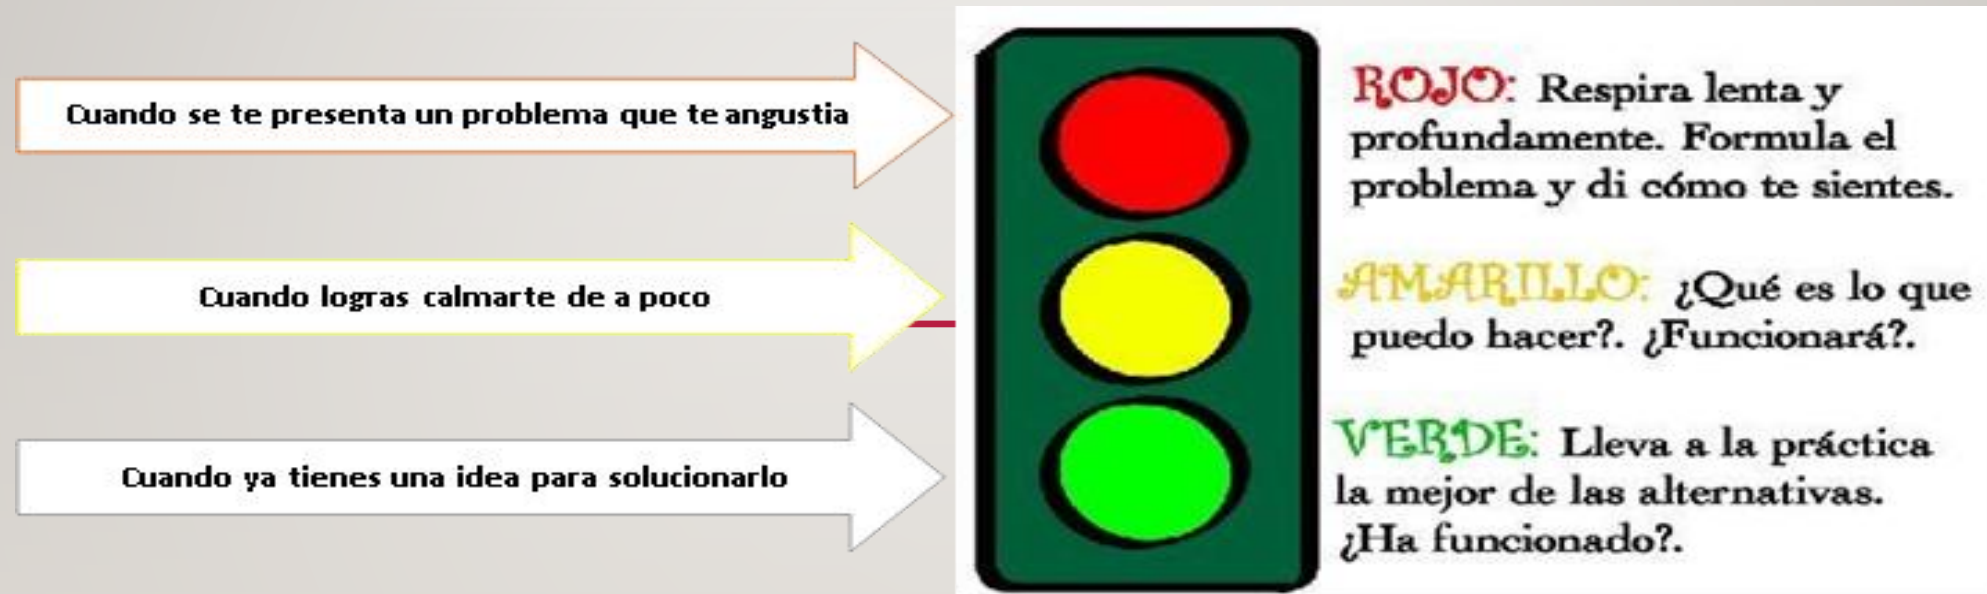 Cuando se te presenta un problema que te angustia
Cuando logras calmarte de a poco
Cuando ya tienes una idea para solucionarlo
ROJO: Respira lenta y
profundamente. Formula el
problema y di cómo te sientes.
AMARILLO: ¿Qué es lo que
puedo hacer?. ¿Funcionará?.
VERDE: Lleva a la práctica
la mejor de las alternativas.
¿Ha funcionado?.